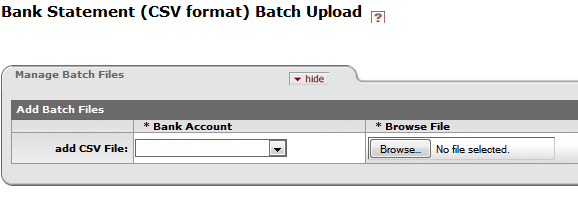 Bank Statement (CSV format) Batch Upload ?
Manage Batch Files
hide
Add Batch Files
* Bank Account * Browse File
add CSV File: Browse... No file selected.